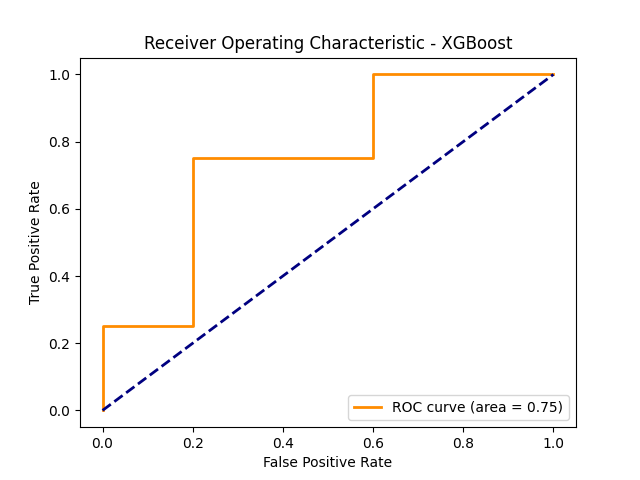 Receiver Operating Characteristic - XGBoost
1.0
0.8
0.6
0.4
0.2
0.0
True Positive Rate
ROC curve (area = 0.75)
0.0 0.2 0.4 0.6 0.8 1.0
False Positive Rate